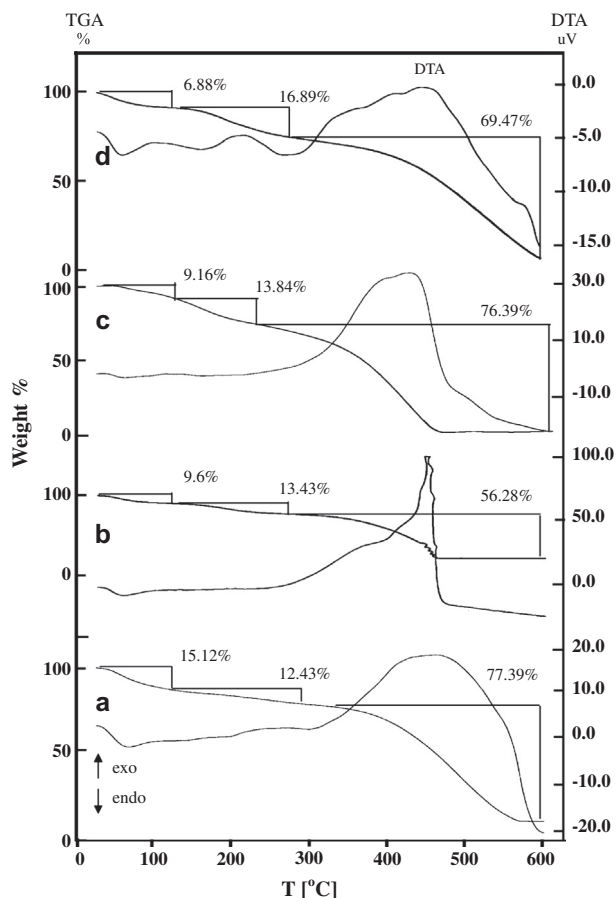 TGA DTA
% uV
DTA
100 6.88% 16.89% 0.0
69.47% -5.0
d
50 -10.0
-15.0
0
9.16% 13.84% 30.0
100
c 76.39%
10.0
50
-10.0
0
100.0
9.6% 13.43% 56.28%
100
b 50.0
0 0.0
15.12% 20.0
100 12.43% 77.39%
a 10.0
0.0
50
exo
endo -10.0
0 -20.0
0 100 200 300 400 500 600
T [°C]
Weight %